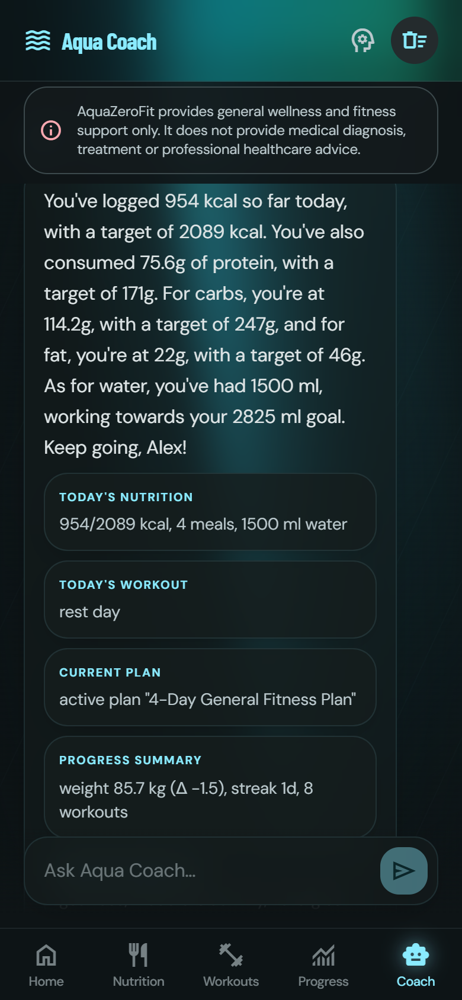 Aqua Coach
AquaZeroFit provides general wellness and fitness
support only. It does not provide medical diagnosis,
treatment or professional healthcare advice.
You've logged 954 kcal so far today,
with a target of 2089 kcal. You've also
consumed 75.6g of protein, with a
target of 171g. For carbs, you're at
114.2g, with a target of 247g, and for
fat, you're at 22g, with a target of 46g.
As for water, you've had 1500 ml,
working towards your 2825 ml goal.
Keep going, Alex!
TODAY'S NUTRITION
954/2089 kcal, 4 meals, 1500 ml water
TODAY'S WORKOUT
rest day
CURRENT PLAN
active plan "4-Day General Fitness Plan"
PROGRESS SUMMARY
weight 85.7 kg (Δ -1.5), streak 1d, 8
workouts
Ask Aqua Coach...
Home
Nutrition
Workouts
Progress
Coach